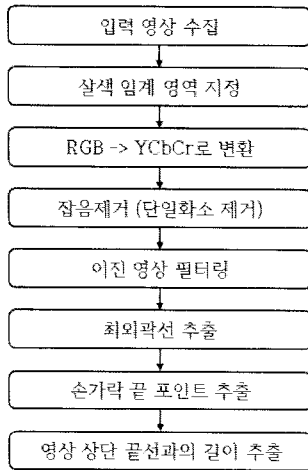 입력 영상 수집
살색 임계 영역 지정
RGB -> YCbCr로 변환
잡음제거 (단일화소 제거)
이진 영상 필터링
최외곽선 추출
손가락 끝 포인트 추출
영상 상단 끝선과의 길이 추출